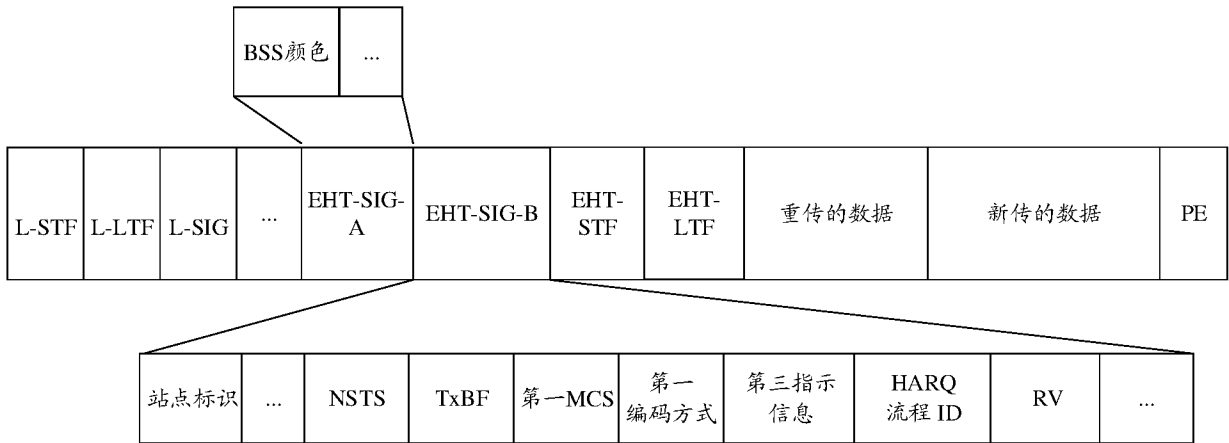 BSS颜色
...
L-STF
L-LTF
L-SIG
...
EHT-SIG-
A
EHT-SIG-B
EHT-
STF
EHT-
LTF
重传的数据
新传的数据
PE
站点标识
...
NSTS
TxBF
第一MCS
第一
编码方式
第三指示
信息
HARQ
流程 ID
RV
...